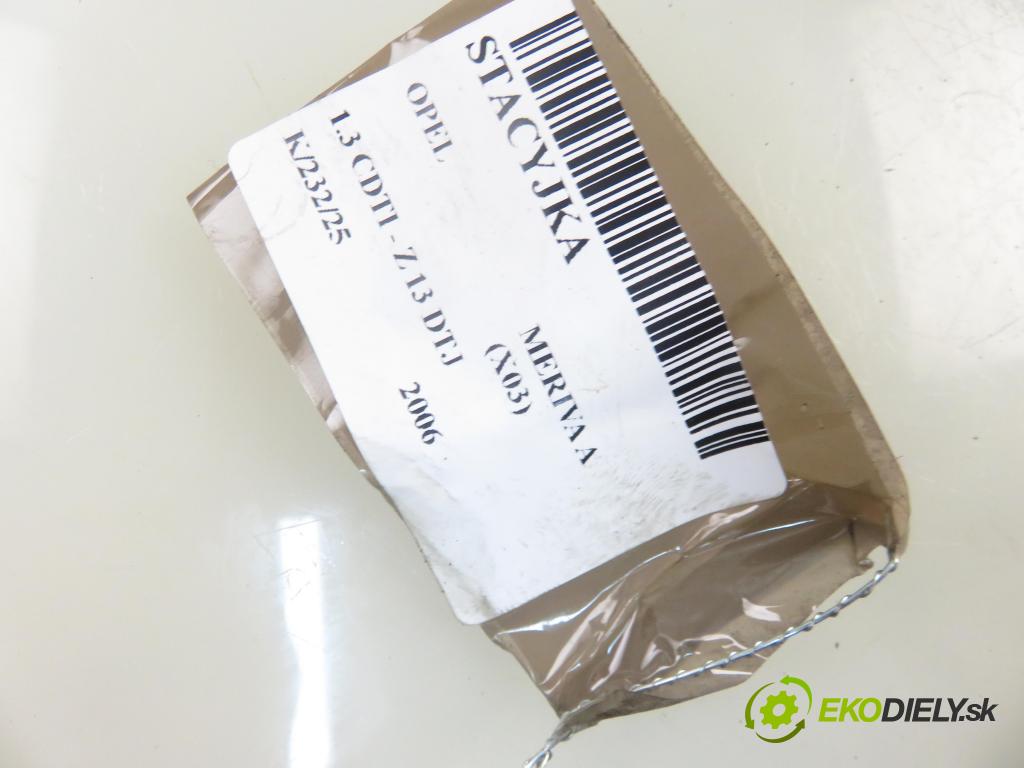 STACYJKA
OPEL MERIVA A
(X03)
1.3 CDTI - Z 13 DTJ
K/232/25 2006
EKODIELY.sk